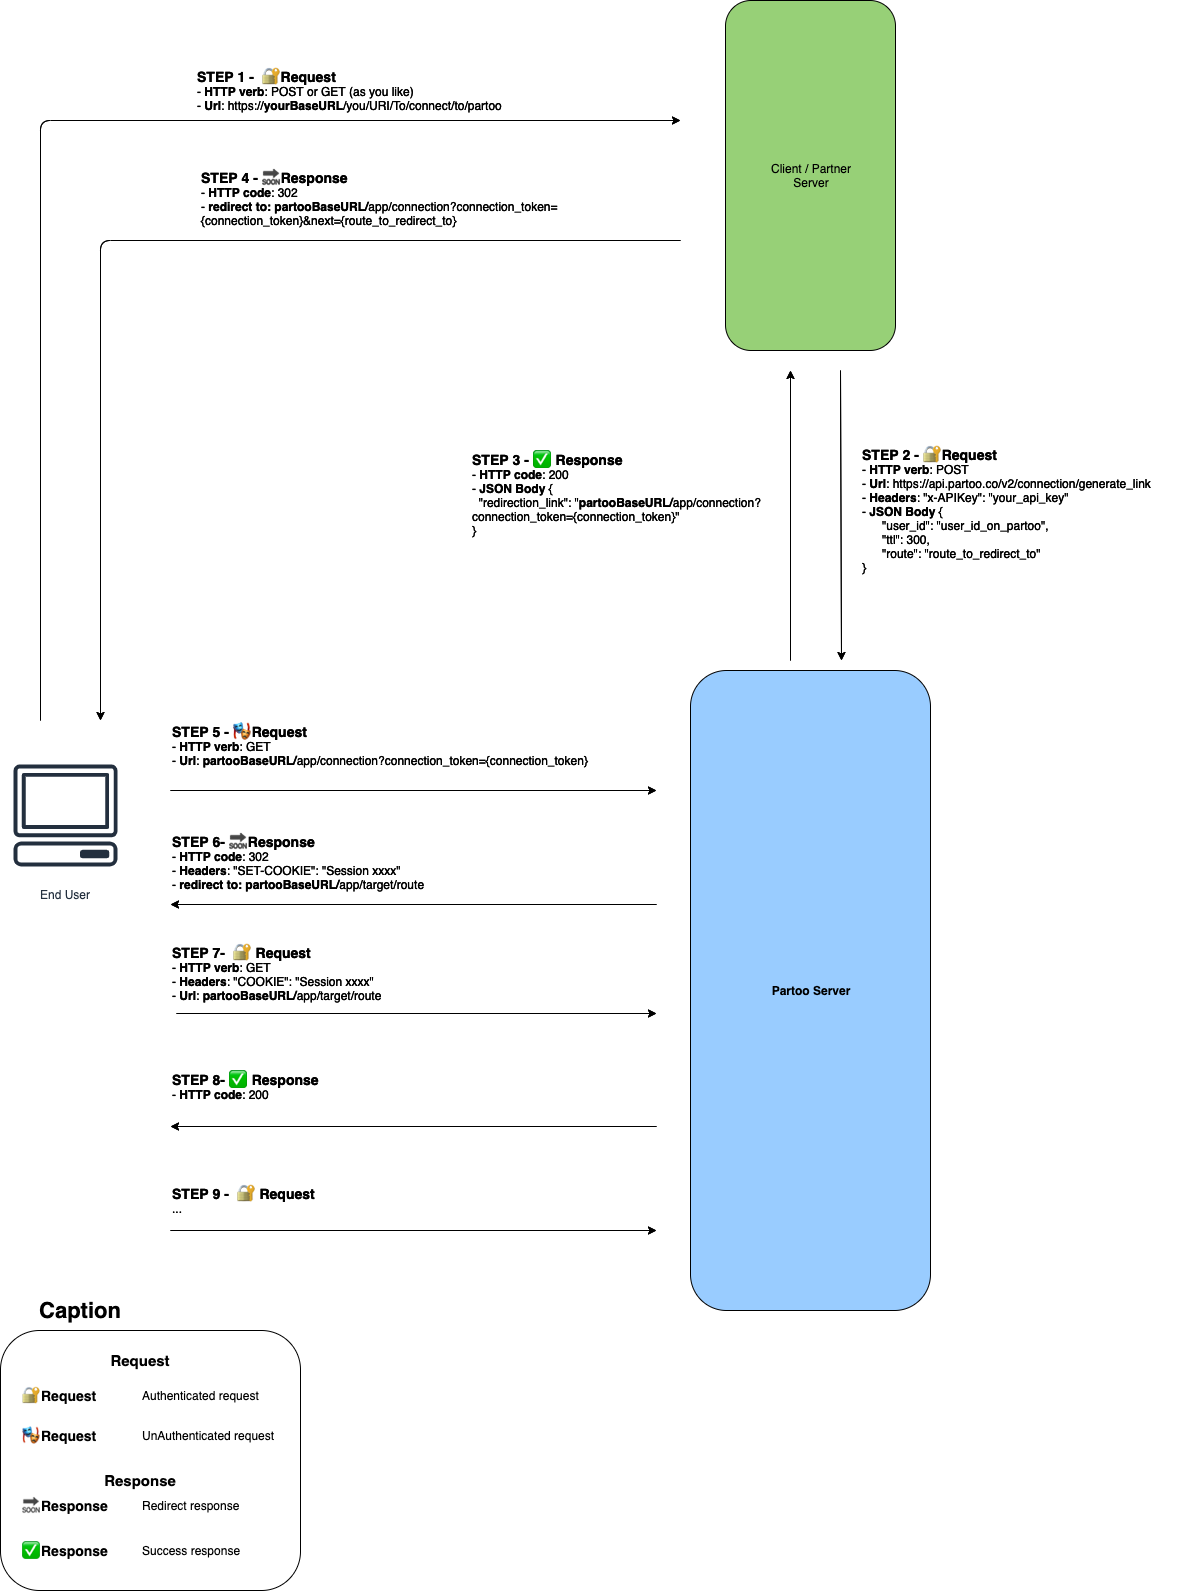 STEP 1 - 🔐Request
- HTTP verb: POST or GET (as you like)
- Url: https://yourBaseURL/you/URI/To/connect/to/partoo
Client / Partner
Server
STEP 4 - 🔜Response
- HTTP code: 302
- redirect to: partooBaseURL/app/connection?connection_token=
{connection_token}&next={route_to_redirect_to}
STEP 3 - ✅ Response
- HTTP code: 200
- JSON Body {
"redirection_link": "partooBaseURL/app/connection?
connection_token={connection_token}"
}
STEP 2 - 🔐Request
- HTTP verb: POST
- Url: https://api.partoo.co/v2/connection/generate_link
- Headers: "x-APIKey": "your_api_key"
- JSON Body {
"user_id": "user_id_on_partoo",
"ttl": 300,
"route": "route_to_redirect_to"
}
STEP 5 - 🎭Request
- HTTP verb: GET
- Url: partooBaseURL/app/connection?connection_token={connection_token}
End User
STEP 6- 🔜Response
- HTTP code: 302
- Headers: "SET-COOKIE": "Session xxxx"
- redirect to: partooBaseURL/app/target/route
STEP 7- 🔐 Request
- HTTP verb: GET
- Headers: "COOKIE": "Session xxxx"
- Url: partooBaseURL/app/target/route
Partoo Server
STEP 8- ✅ Response
- HTTP code: 200
STEP 9 - 🔐 Request
...
Caption
Request
🔐Request Authenticated request
🎭Request UnAuthenticated request
Response
🔜Response Redirect response
✅Response Success response